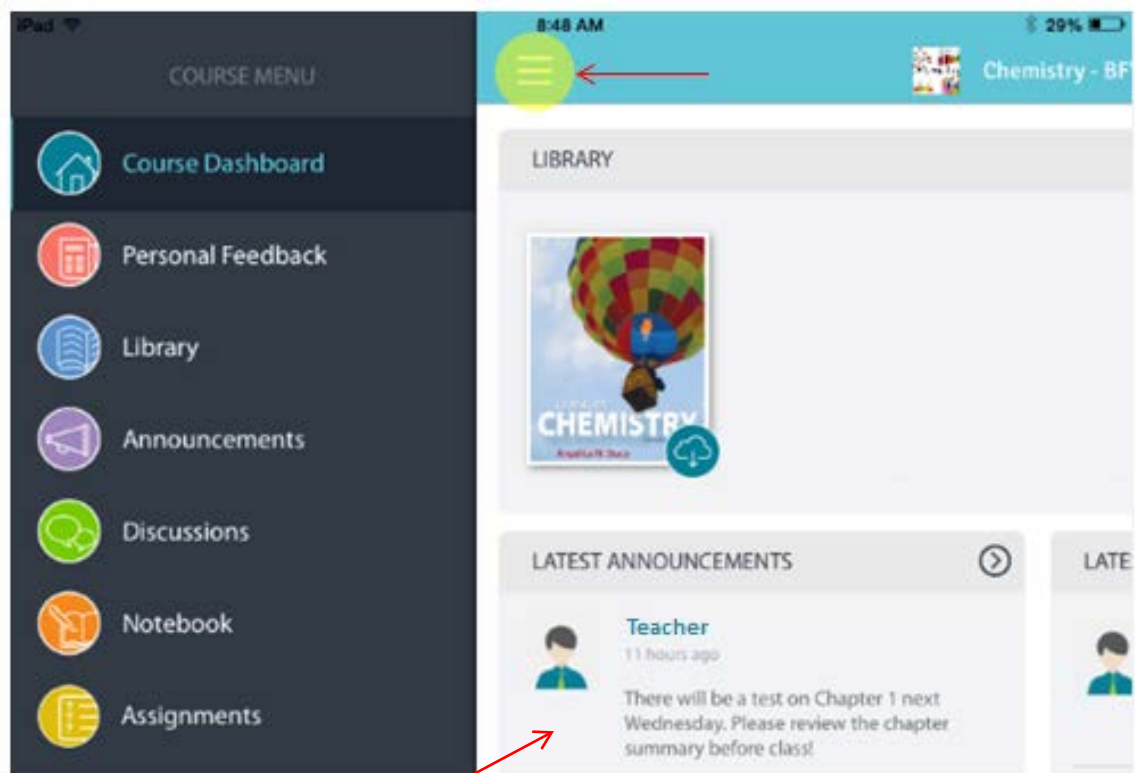 iPad
8:48 AM
29%
COURSE MENU
Course Dashboard
Personal Feedback
Library
Announcements
Discussions
Notebook
Assignments
Chemistry - BF
LIBRARY
CHEMISTRY
LATEST ANNOUNCEMENTS
Teacher
11 hours ago
There will be a test on Chapter 1 next
Wednesday. Please review the chapter
summary before class!
LATE